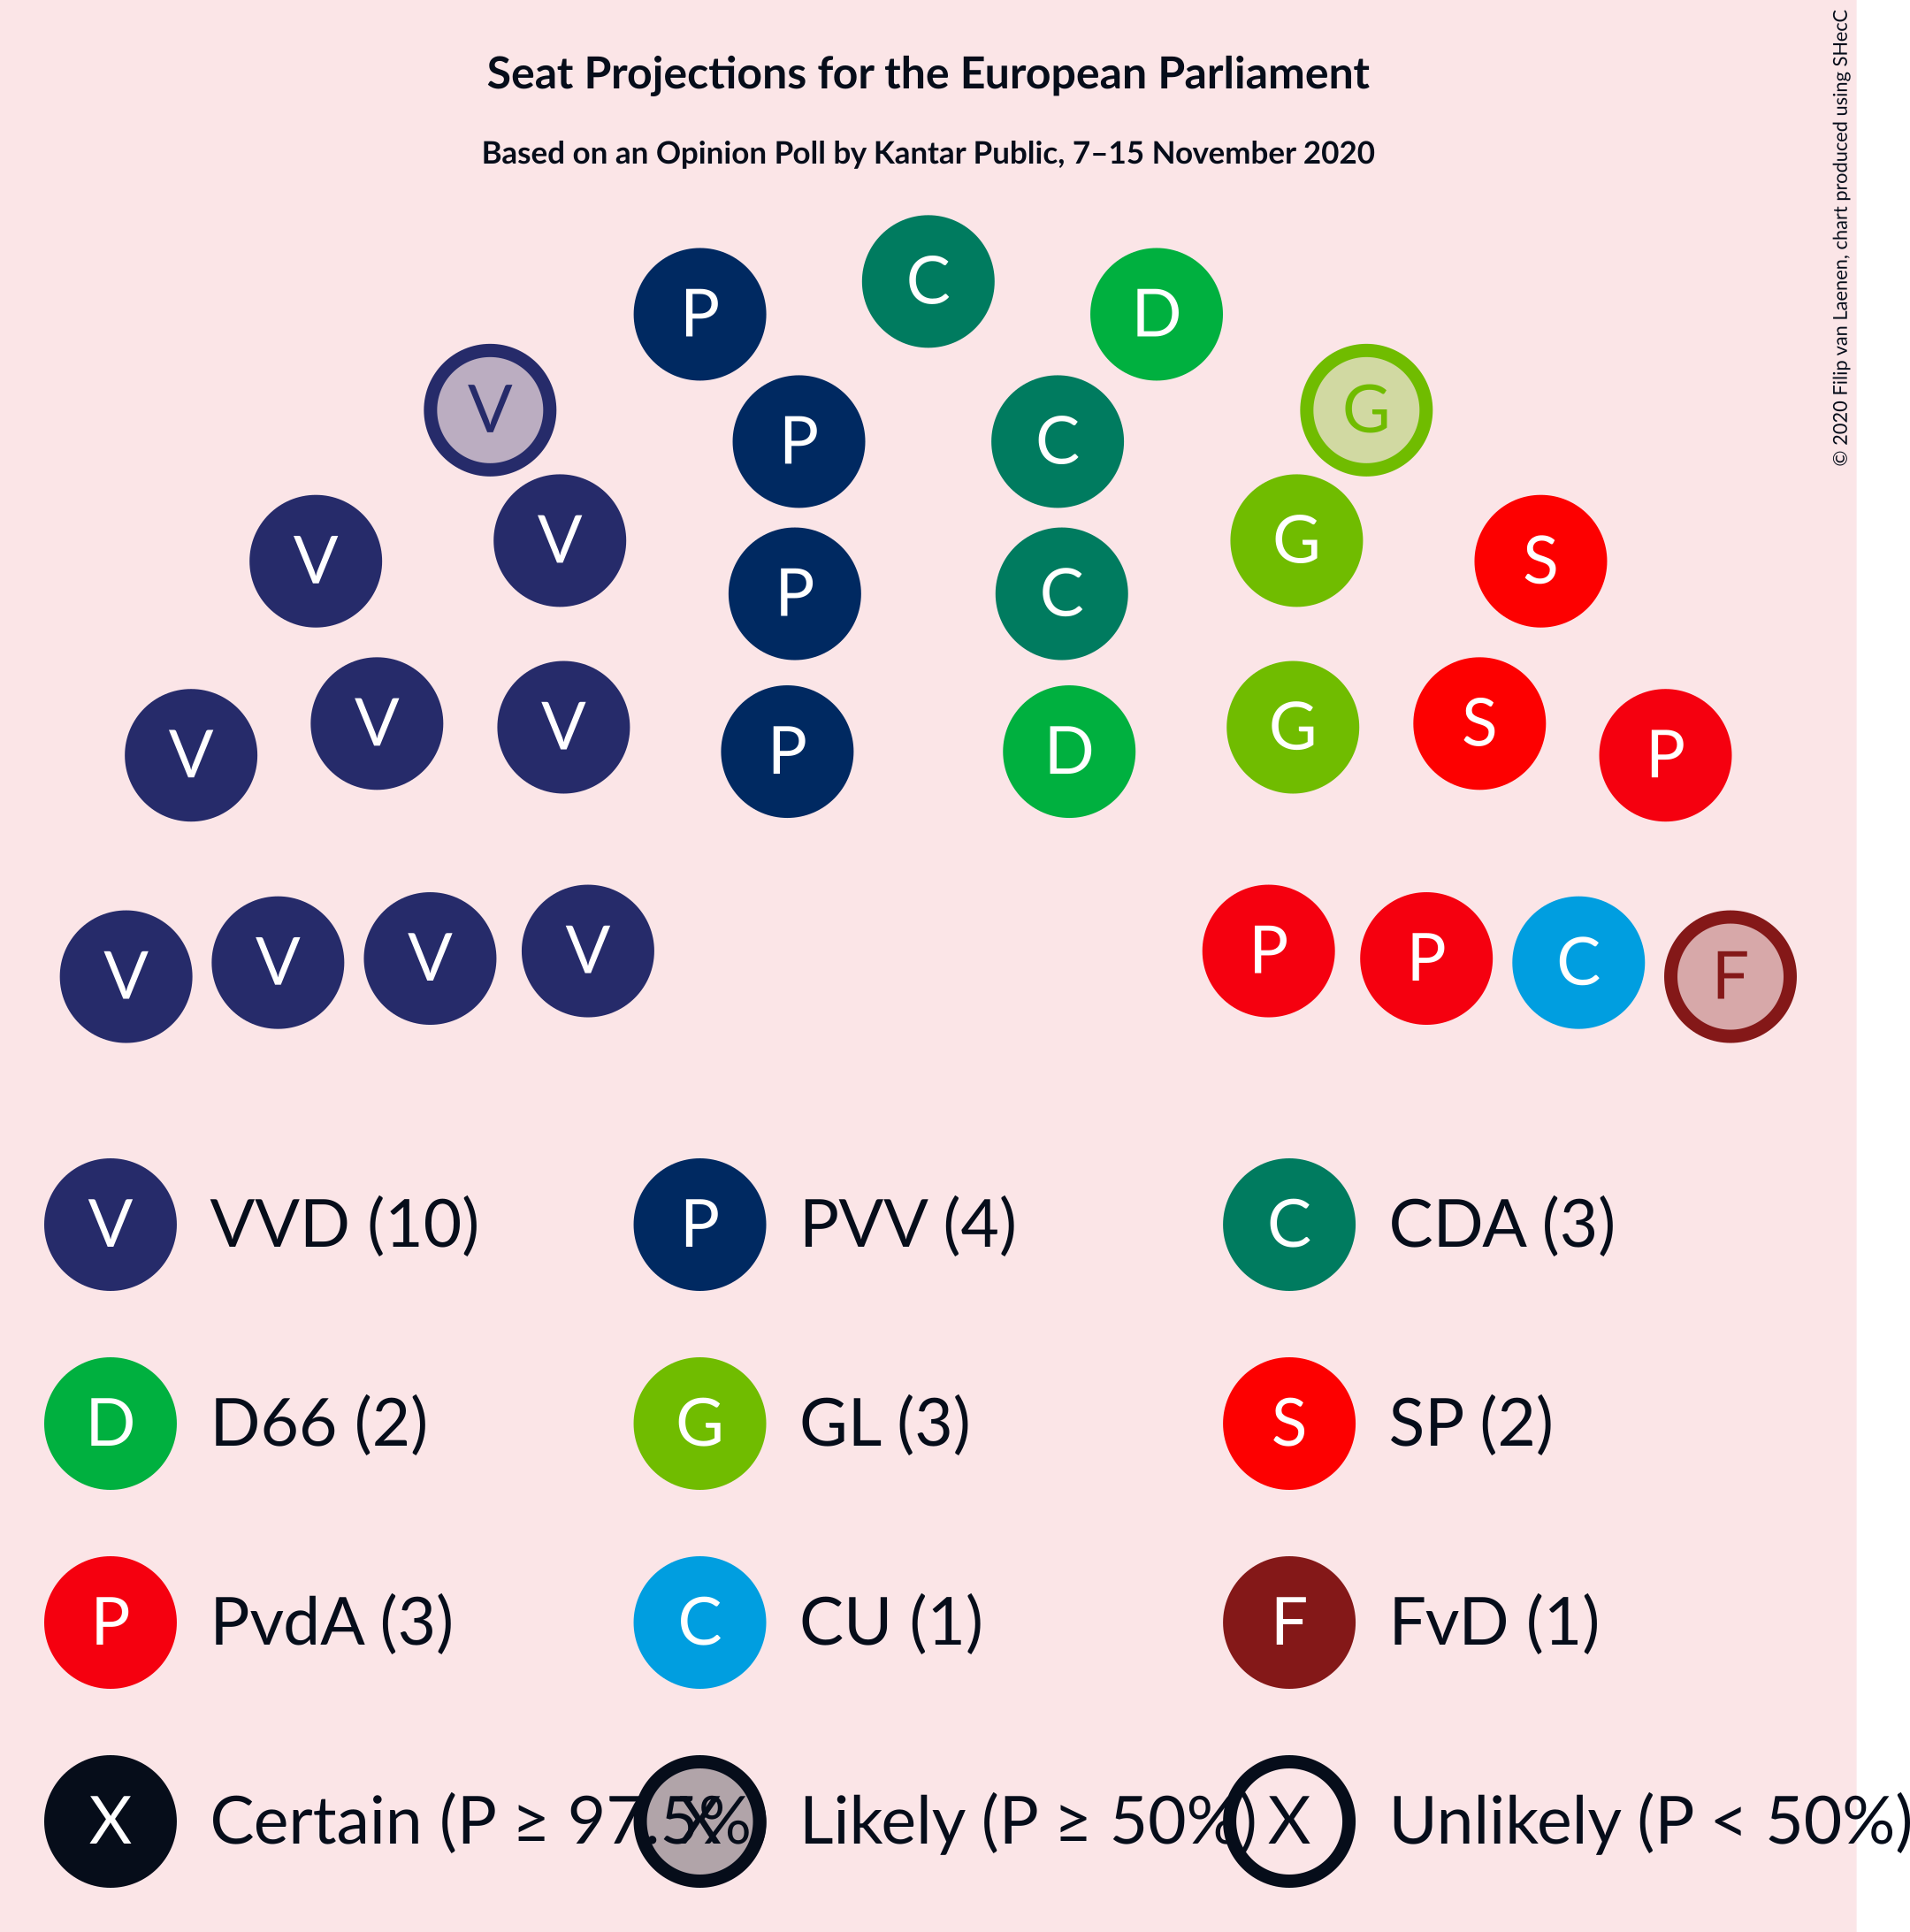 Seat Projections for the European Parliament
Based on an Opinion Poll by Kantar Public, 7–15 November 2020
© 2020 Filip van Laenen, chart produced using SHecC
C
P D
V G
P C
V G
V S
P C
V S
V G
P D
V P
V P
V P
V C
V F
V VVD (10) P PVV (4) C CDA (3)
D D66 (2) G GL (3) S SP (2)
P PvdA (3) C CU (1) F FvD (1)
X Certain (P ≥ 97.5% X Likely (P ≥ 50%) X Unlikely (P < 50%)